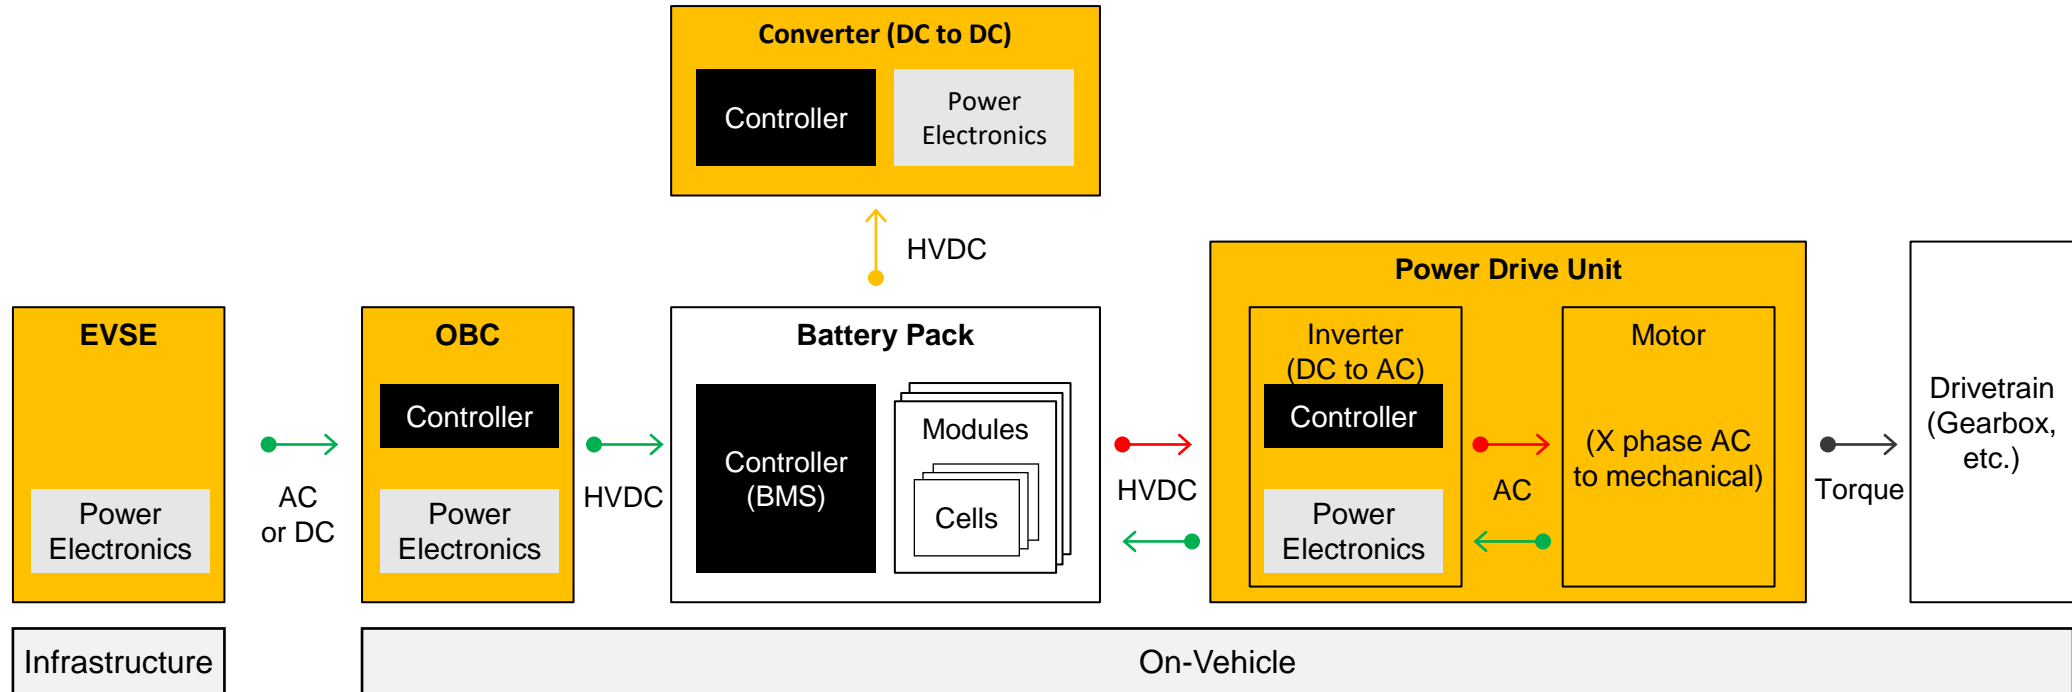 Converter (DC to DC)
Controller
Power
Electronics
HVDC
EVSE
Power
Electronics
AC
or DC
OBC
Controller
Power
Electronics
HVDC
Battery Pack
Controller
(BMS)
Modules
Cells
HVDC
Power Drive Unit
Inverter
(DC to AC)
Controller
Power
Electronics
AC
Motor
(X phase AC
to mechanical)
Torque
Drivetrain
(Gearbox,
etc.)
Infrastructure
On-Vehicle